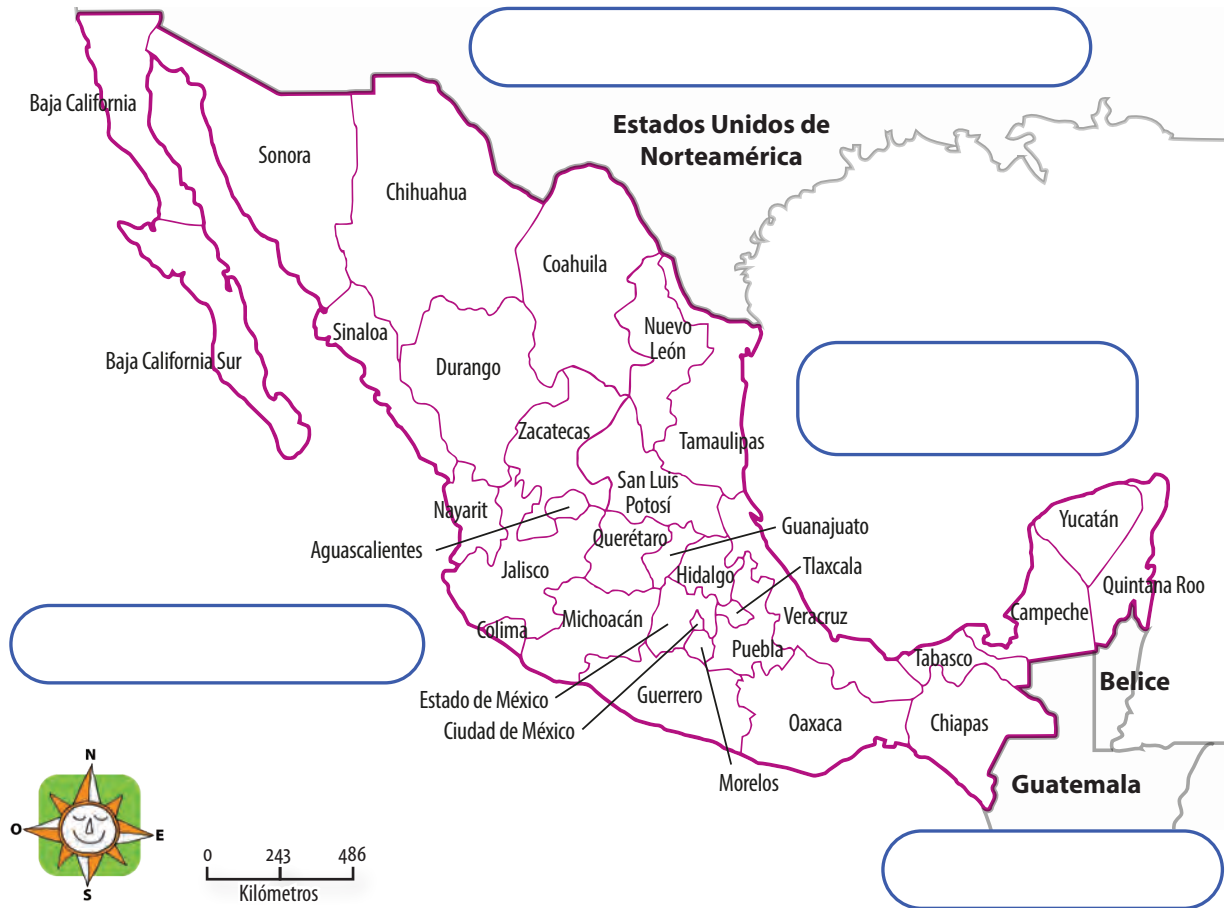 Baja California
Sonora
Chihuahua
Estados Unidos de
Norteamérica
Coahuila
Sinaloa
Nuevo
León
Baja California Sur
Durango
Zacatecas
Tamaulipas
San Luis
Potosí
Nayarit
Aguascalientes
Querétaro
Guanajuato
Yucatán
Jalisco
Hidalgo
Tlaxcala
Quintana Roo
Colima
Michoacán
Veracruz
Campeche
Puebla
Tabasco
Belice
Estado de México
Guerrero
Ciudad de México
Oaxaca
Chiapas
Morelos
Guatemala
N
O
E
S
0 243 486
Kilómetros